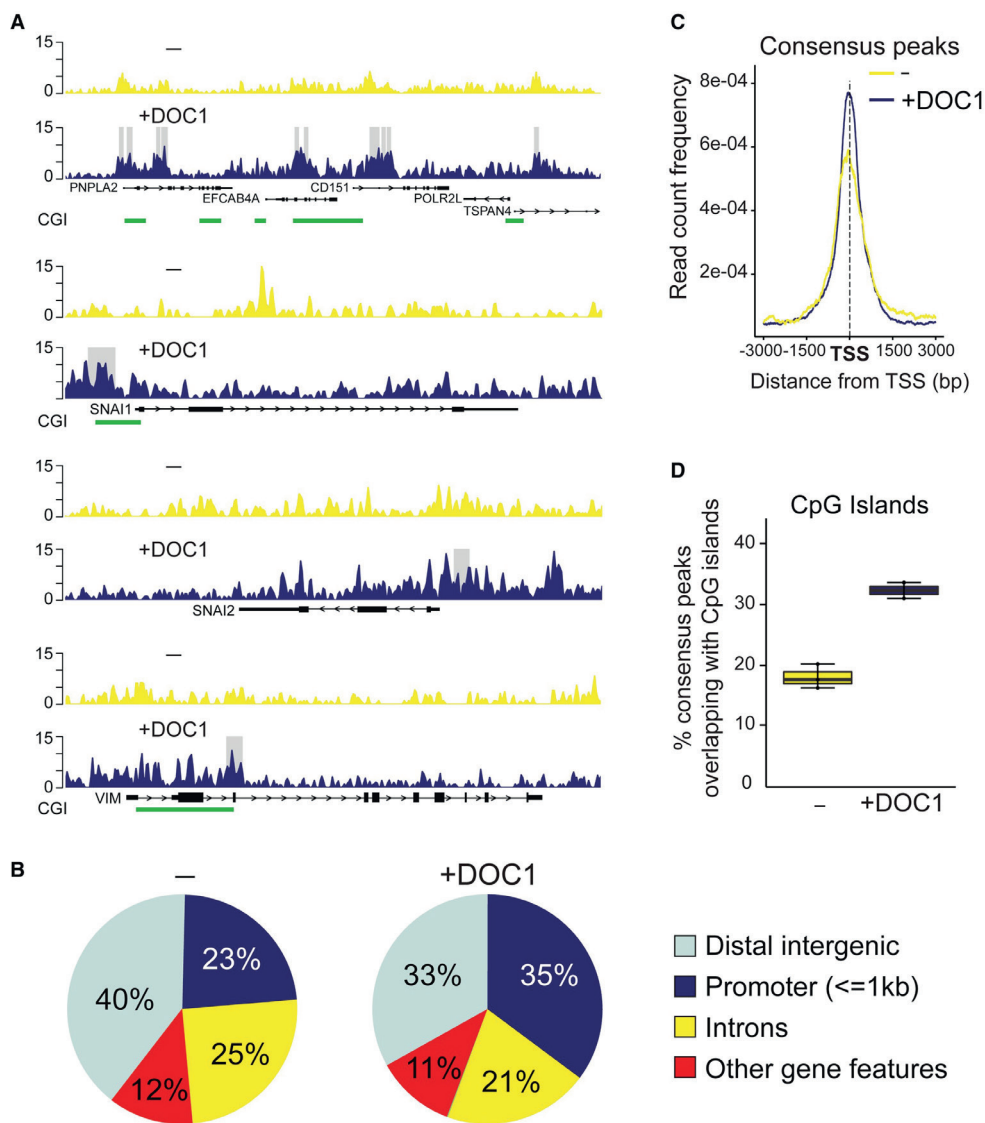 A
15
0
—
15
0
+DOC1
PNPLA2
EFCAB4A
CD151
POLR2L
TSPAN4
CGI
15
0
—
15
0
+DOC1
SNAI1
CGI
15
0
—
15
0
+DOC1
SNAI2
15
0
—
15
0
+DOC1
VIM
CGI
B
—
23%
40%
25%
12%
+DOC1
33%
35%
11%
21%
Distal intergenic
Promoter (<=1kb)
Introns
Other gene features
C
Consensus peaks
–
+DOC1
8e-04
6e-04
4e-04
2e-04
Read count frequency
-3000 -1500 TSS 1500 3000
Distance from TSS (bp)
D
CpG Islands
% consensus peaks
overlapping with CpG islands
40
30
20
10
0
– +DOC1